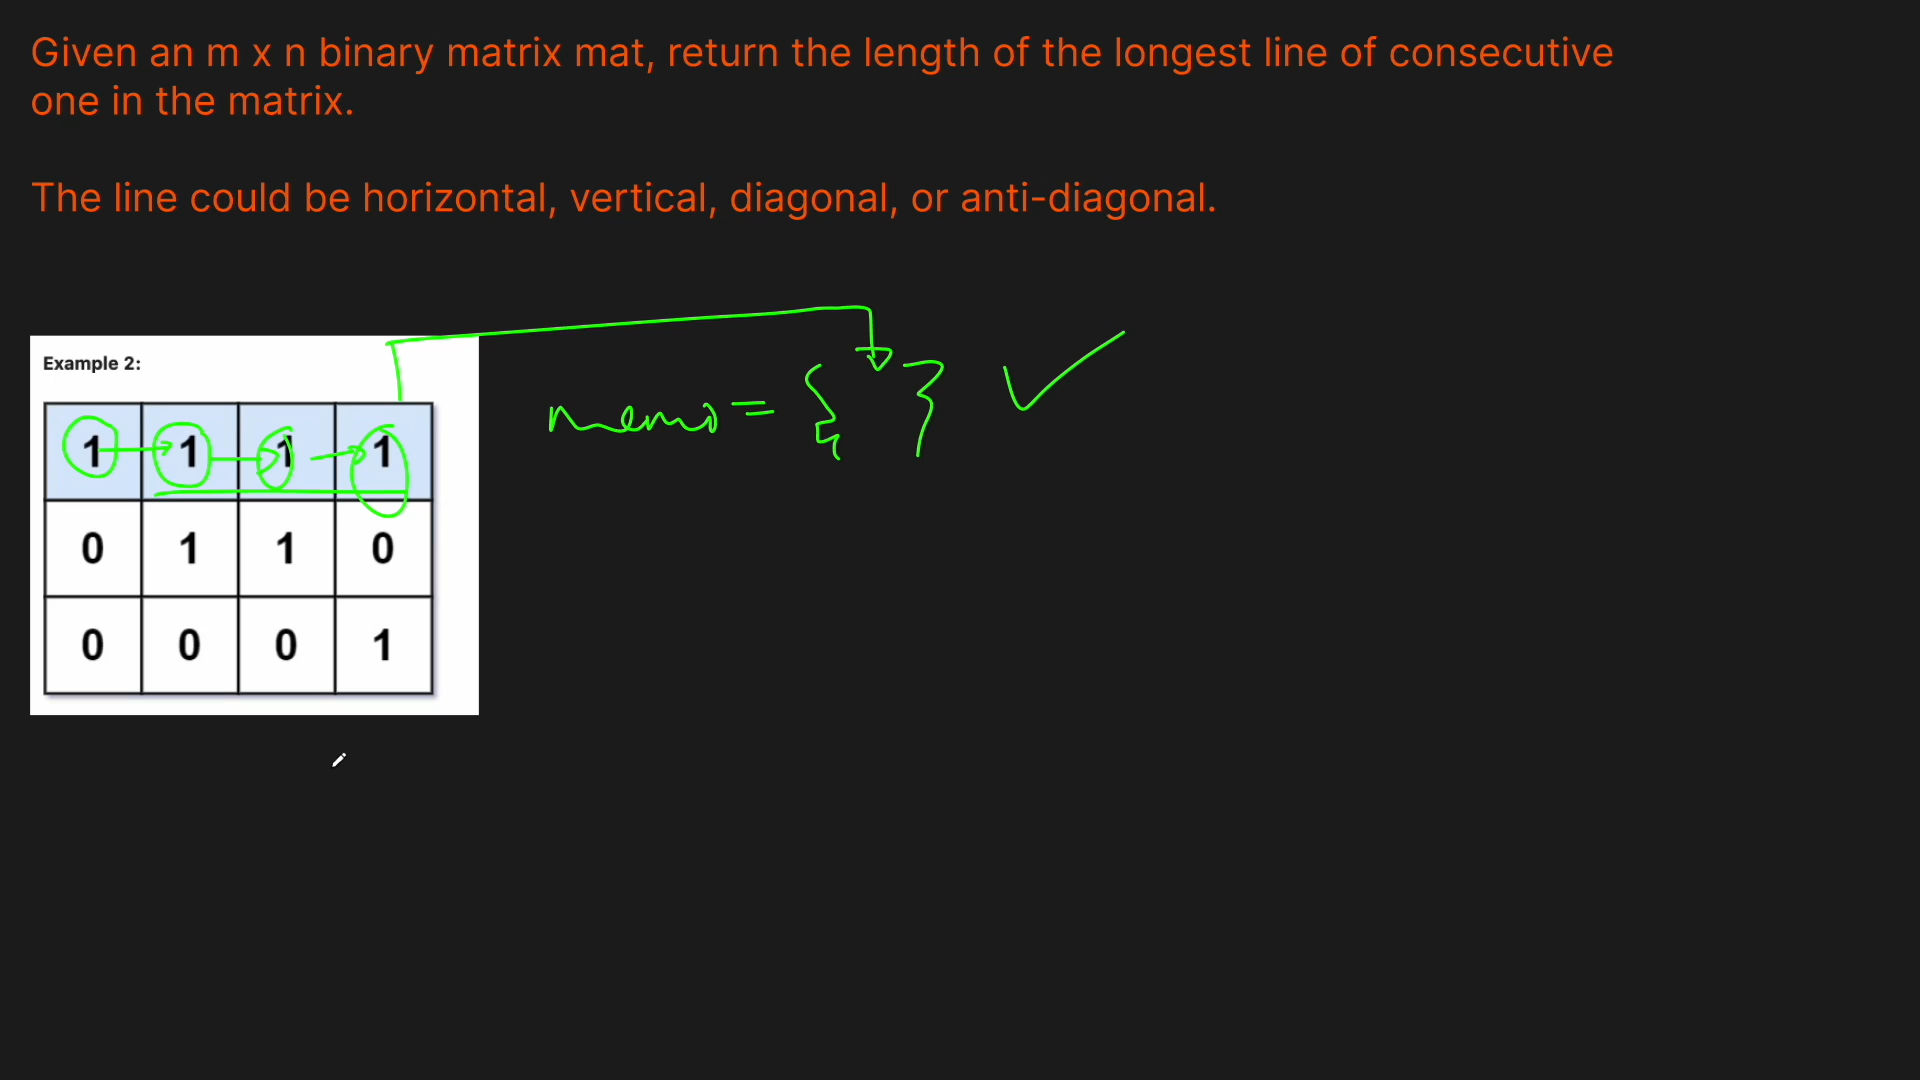 Given an m x n binary matrix mat, return the length of the longest line of consecutive
one in the matrix.
The line could be horizontal, vertical, diagonal, or anti-diagonal.
Example 2:
1 1 1 1
0 1 1 0
0 0 0 1
memo = { }